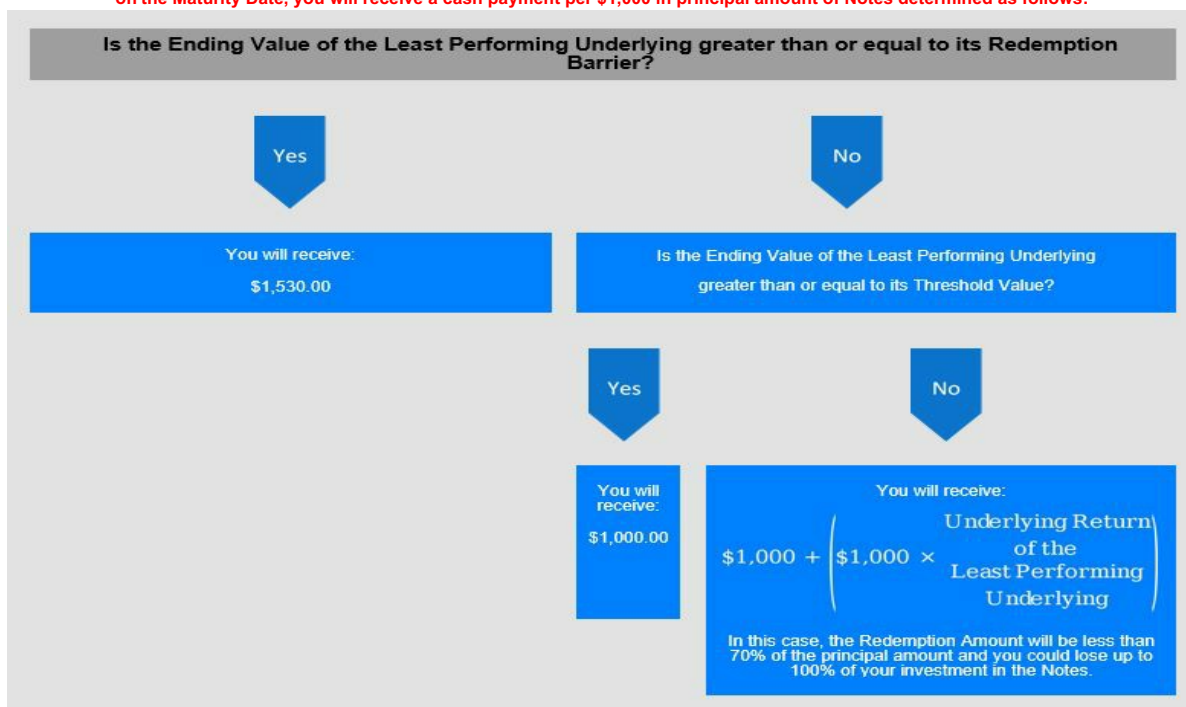 on the Maturity Date, you will receive a cash payment per $1,000 in principal amount of Notes determined as follows:
Is the Ending Value of the Least Performing Underlying greater than or equal to its Redemption
Barrier?
Yes
No
You will receive:
$1,530.00
Is the Ending Value of the Least Performing Underlying
greater than or equal to its Threshold Value?
Yes
No
You will
receive:
$1,000.00
You will receive:
$1,000 + ($1,000 × Underlying Return
of the
Least Performing
Underlying)
In this case, the Redemption Amount will be less than
70% of the principal amount and you could lose up to
100% of your investment in the Notes.